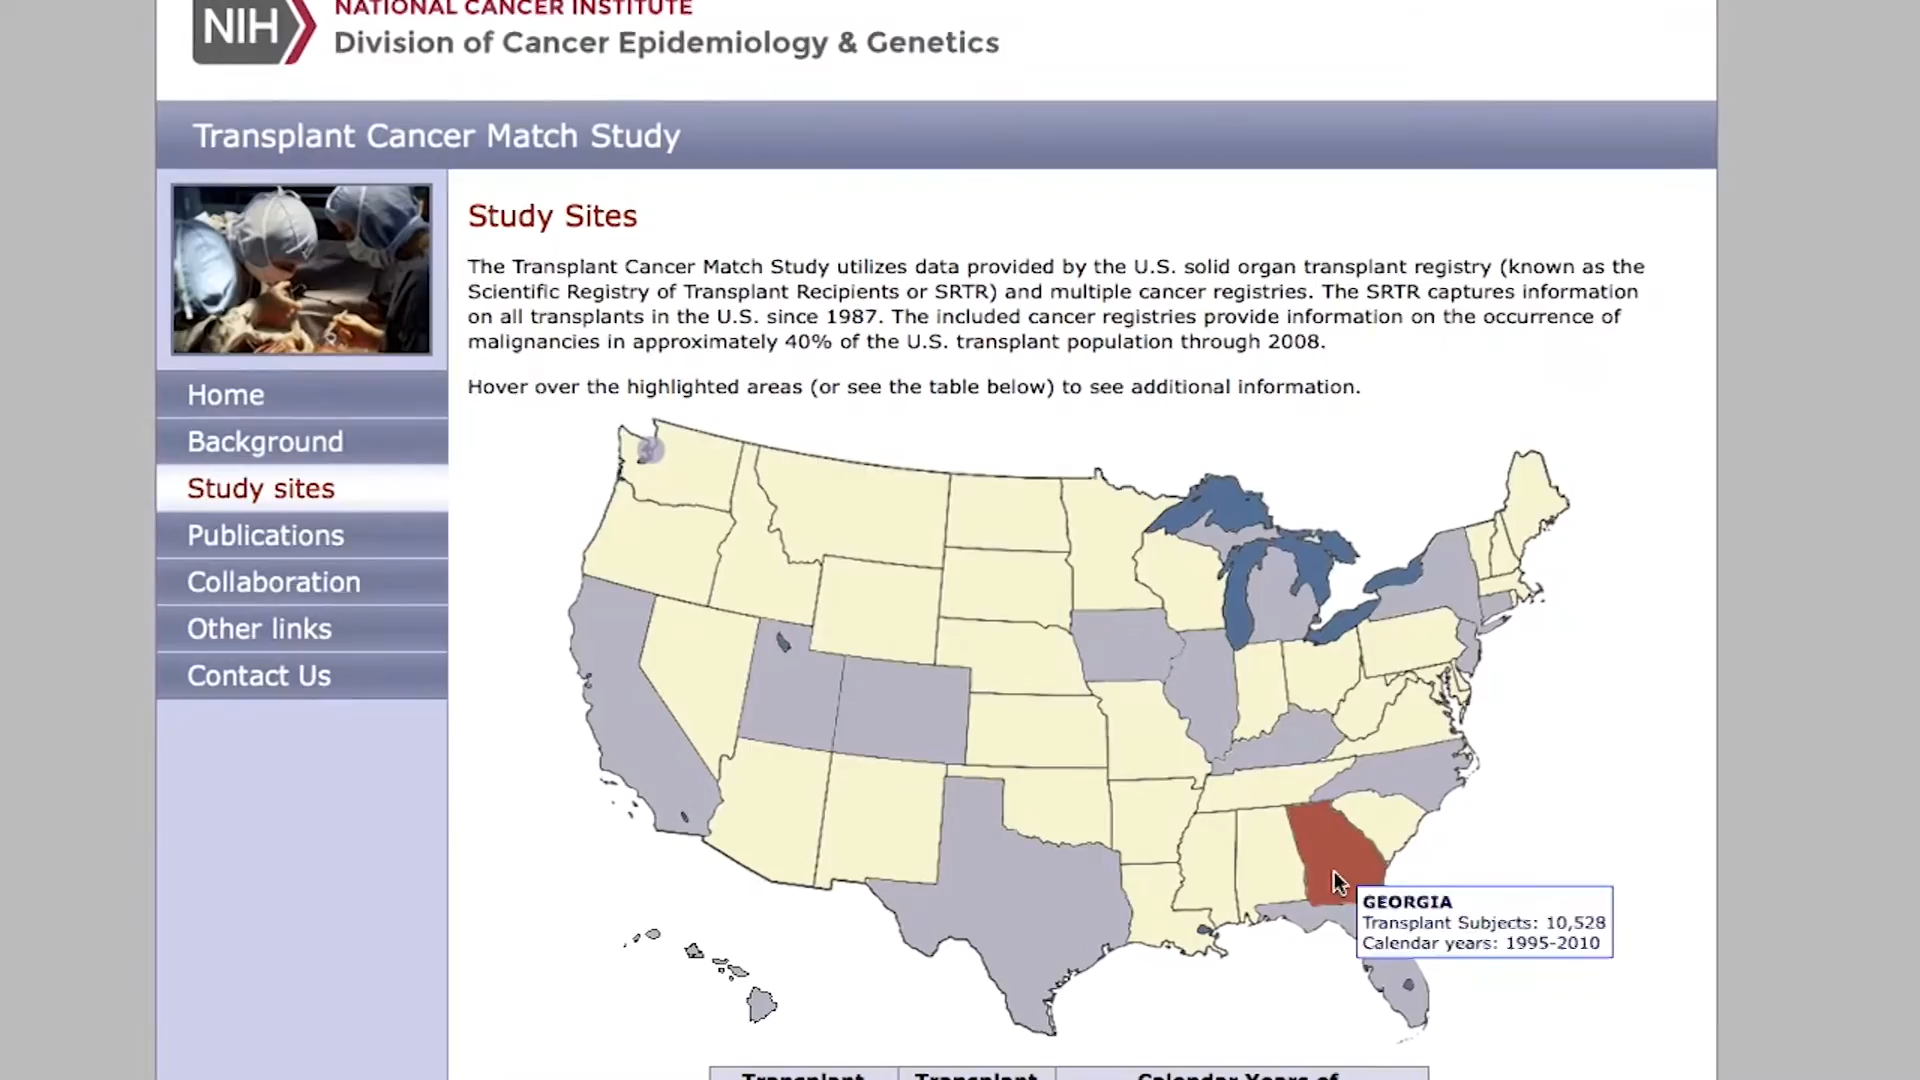 NIH
NATIONAL CANCER INSTITUTE
Division of Cancer Epidemiology & Genetics
Transplant Cancer Match Study
Home
Background
Study sites
Publications
Collaboration
Other links
Contact Us
Study Sites
The Transplant Cancer Match Study utilizes data provided by the U.S. solid organ transplant registry (known as the
Scientific Registry of Transplant Recipients or SRTR) and multiple cancer registries. The SRTR captures information
on all transplants in the U.S. since 1987. The included cancer registries provide information on the occurrence of
malignancies in approximately 40% of the U.S. transplant population through 2008.
Hover over the highlighted areas (or see the table below) to see additional information.
GEORGIA
Transplant Subjects: 10,528
Calendar years: 1995-2010
Transplant Transplant Calendar Years of